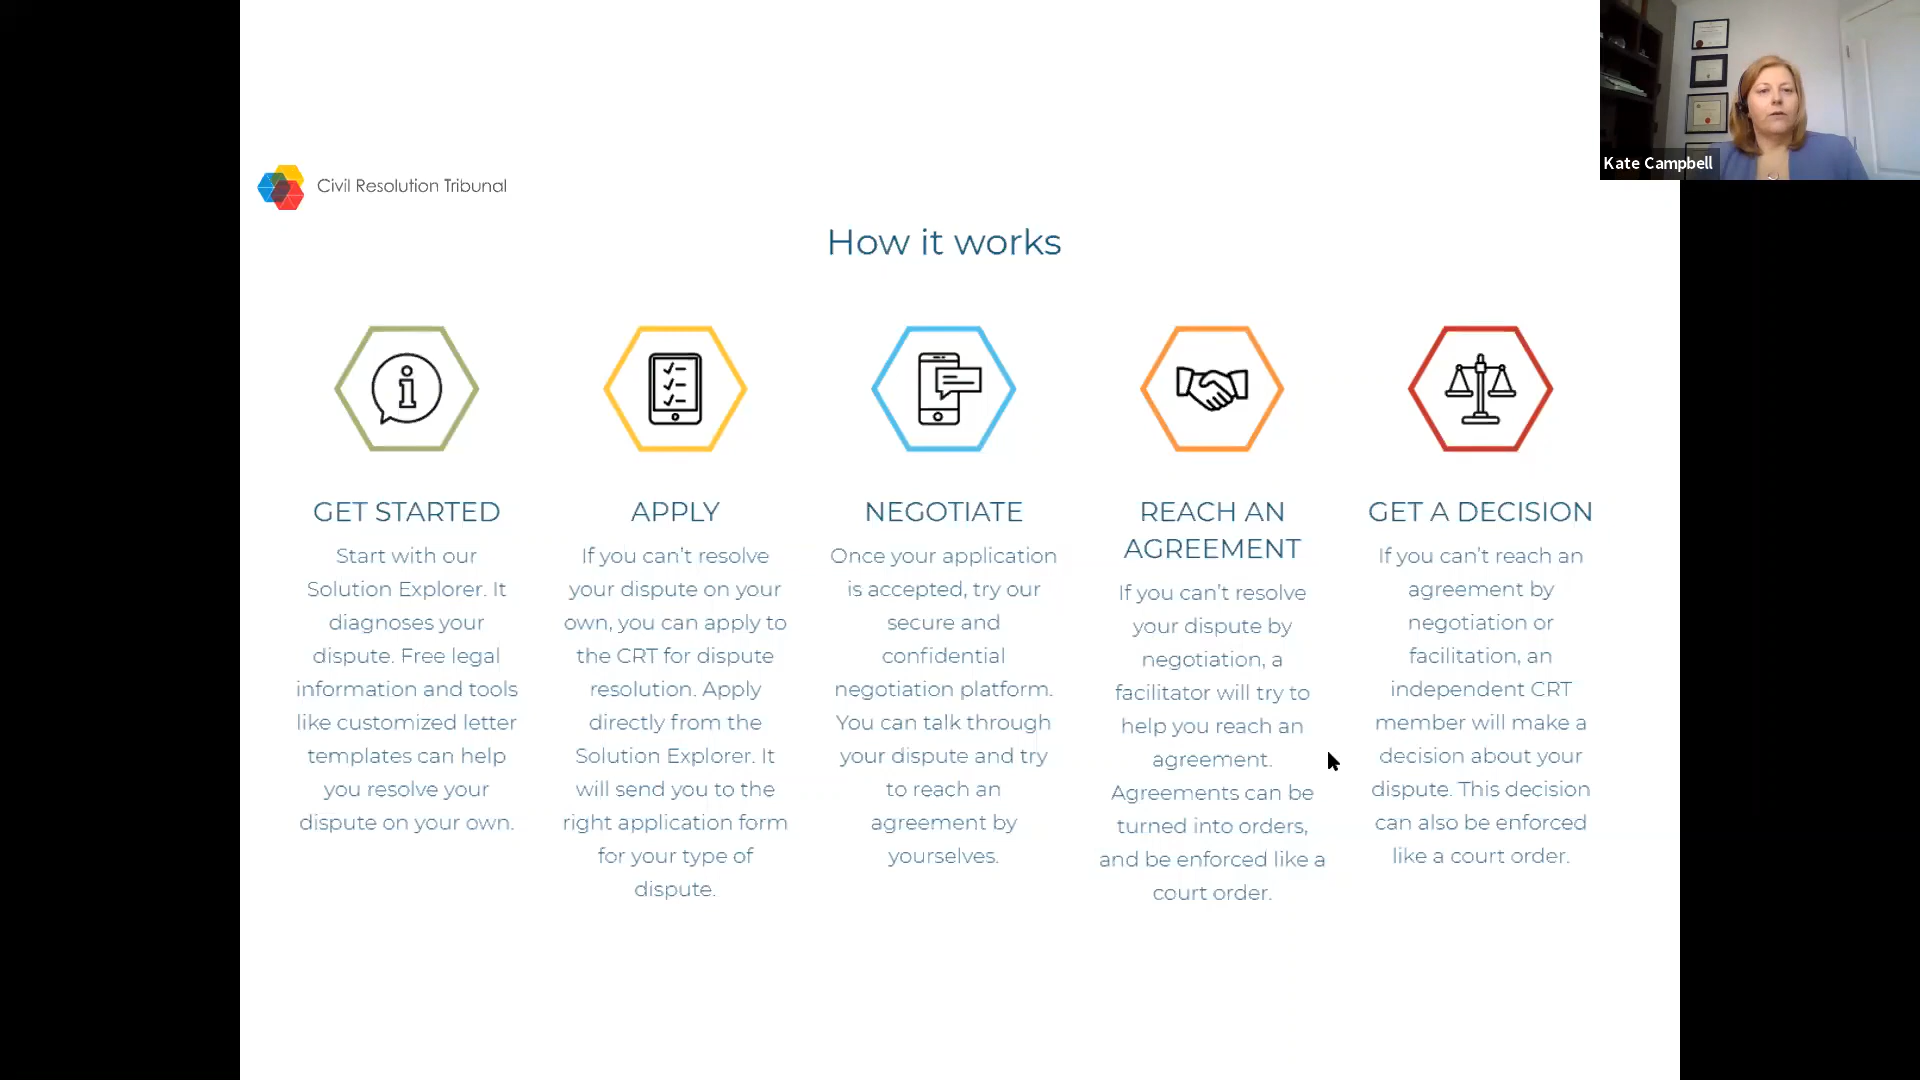 Kate Campbell
Civil Resolution Tribunal
How it works
GET STARTED
Start with our
Solution Explorer. It
diagnoses your
dispute. Free legal
information and tools
like customized letter
templates can help
you resolve your
dispute on your own.
APPLY
If you can't resolve
your dispute on your
own, you can apply to
the CRT for dispute
resolution. Apply
directly from the
Solution Explorer. It
will send you to the
right application form
for your type of
dispute.
NEGOTIATE
Once your application
is accepted, try our
secure and
confidential
negotiation platform.
You can talk through
your dispute and try
to reach an
agreement by
yourselves.
REACH AN
AGREEMENT
If you can't resolve
your dispute by
negotiation, a
facilitator will try to
help you reach an
agreement.
Agreements can be
turned into orders,
and be enforced like a
court order.
GET A DECISION
If you can't reach an
agreement by
negotiation or
facilitation, an
independent CRT
member will make a
decision about your
dispute. This decision
can also be enforced
like a court order.